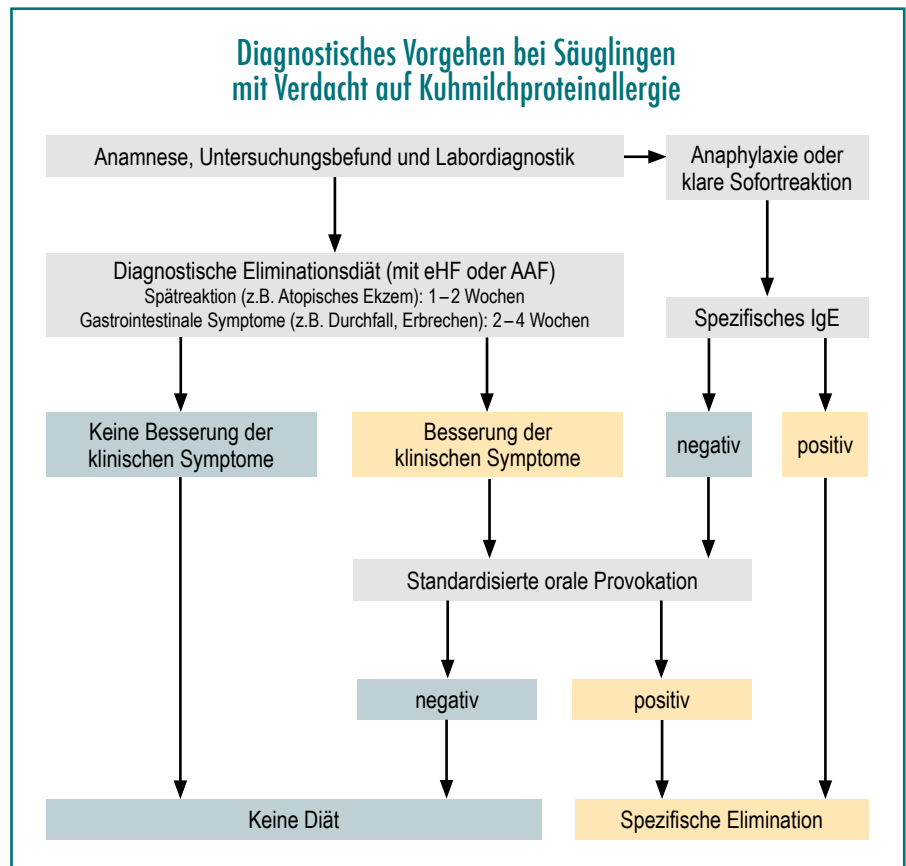 Diagnostisches Vorgehen bei Säuglingen
mit Verdacht auf Kuhmilchproteinallergie
Anamnese, Untersuchungsbefund und Labordiagnostik
Anaphylaxie oder
klare Sofortreaktion
Diagnostische Eliminationsdiät (mit eHF oder AAF)
Spätreaktion (z.B. Atopisches Ekzem): 1–2 Wochen
Gastrointestinale Symptome (z.B. Durchfall, Erbrechen): 2–4 Wochen
Spezifisches IgE
Keine Besserung der
klinischen Symptome
Besserung der
klinischen Symptome
negativ
positiv
Standardisierte orale Provokation
negativ
positiv
Keine Diät
Spezifische Elimination